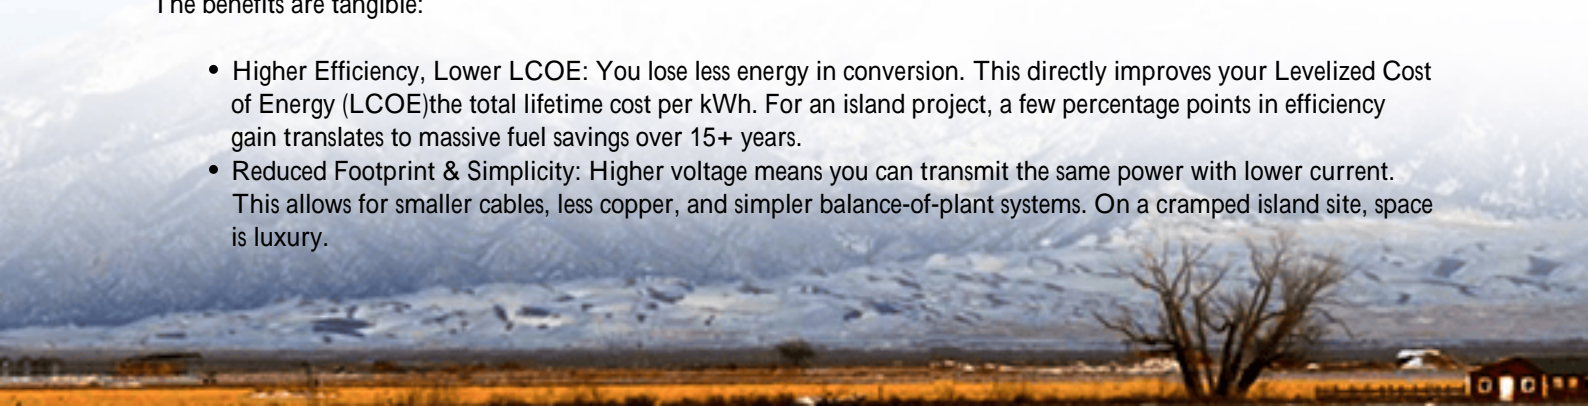 The benefits are tangible:
• Higher Efficiency, Lower LCOE: You lose less energy in conversion. This directly improves your Levelized Cost
of Energy (LCOE)the total lifetime cost per kWh. For an island project, a few percentage points in efficiency
gain translates to massive fuel savings over 15+ years.
• Reduced Footprint & Simplicity: Higher voltage means you can transmit the same power with lower current.
This allows for smaller cables, less copper, and simpler balance-of-plant systems. On a cramped island site, space
is luxury.